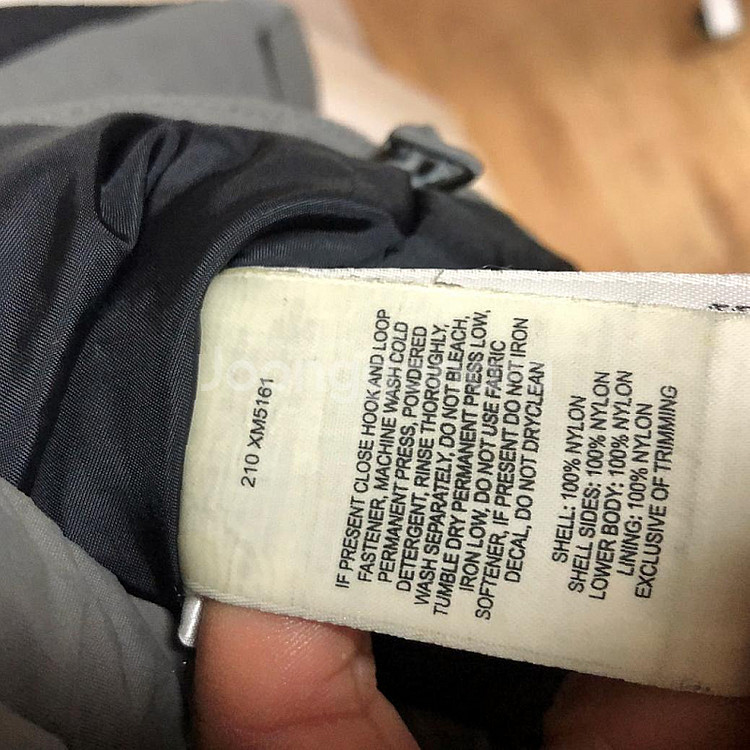 210 XM5161
IF PRESENT CLOSE HOOK AND LOOP
FASTENER, MACHINE WASH COLD
PERMANENT PRESS, POWDERED
DETERGENT, RINSE THOROUGHLY,
WASH SEPARATELY, DO NOT BLEACH,
TUMBLE DRY PERMANENT PRESS LOW,
IRON LOW, DO NOT USE FABRIC
SOFTENER, IF PRESENT DO NOT IRON
DECAL, DO NOT DRYCLEAN
SHELL: 100% NYLON
SHELL SIDES: 100% NYLON
LOWER BODY: 100% NYLON
LINING: 100% NYLON
EXCLUSIVE OF TRIMMING